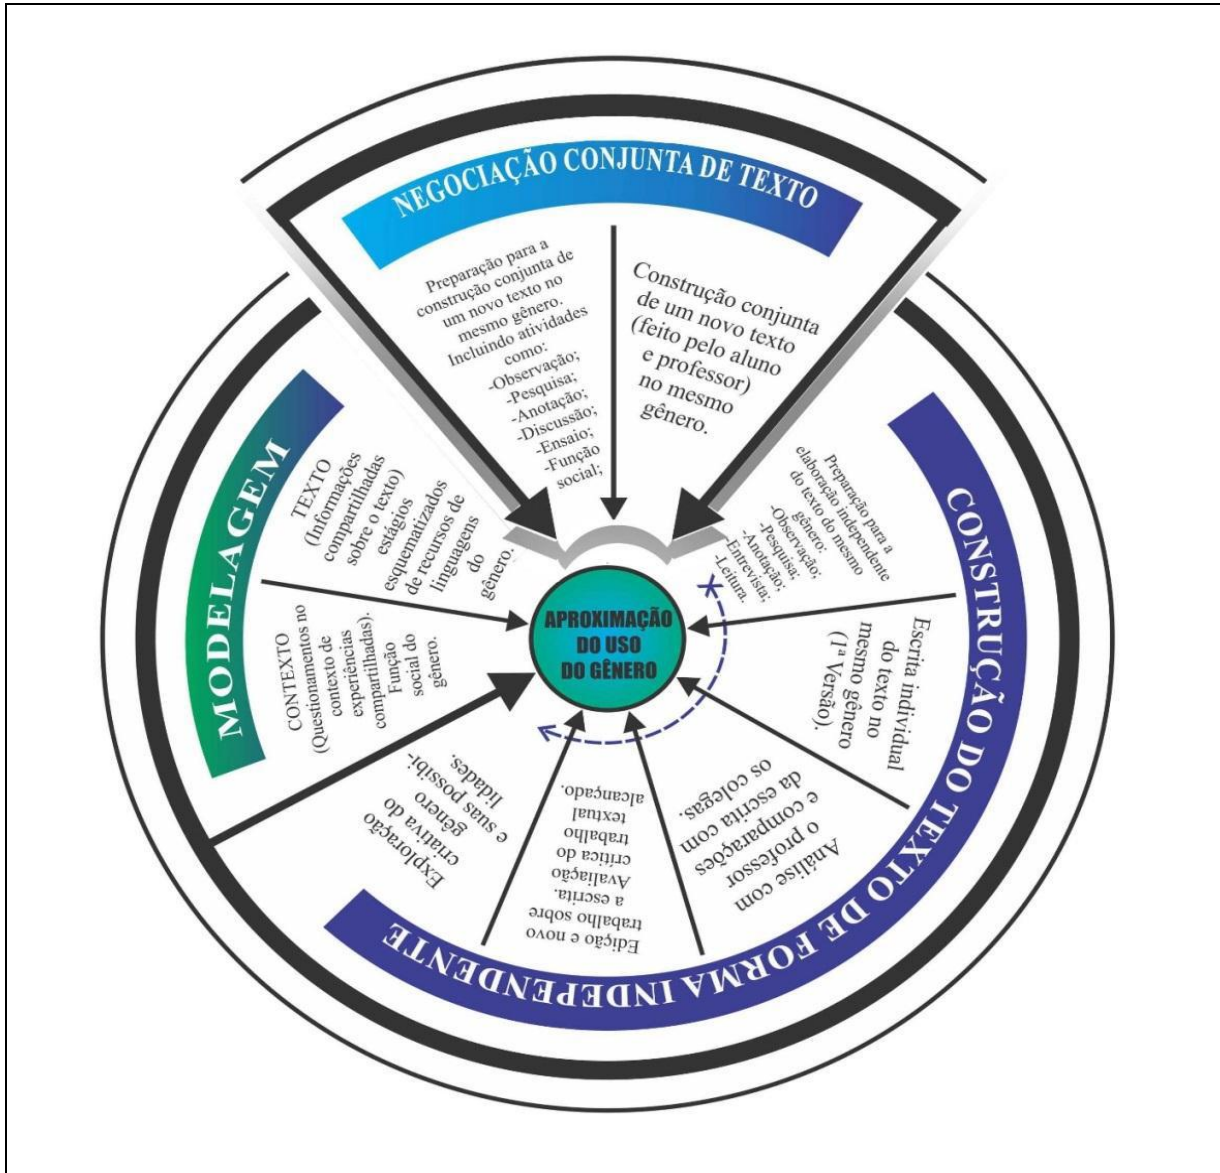 NEGOCIAÇÃO CONJUNTA DE TEXTO
Preparação para a
construção conjunta de
um novo texto no
mesmo gênero.
Incluindo atividades
como:
-Observação;
-Pesquisa;
-Anotação;
-Discussão;
-Ensaio;
-Função
social;
Construção conjunta
de um novo texto
(feito pelo aluno
e professor)
no mesmo
gênero.
MODELAGEM
TEXTO
(Informações
compartilhadas
sobre o texto)
estágios
esquematizados
de recursos de
linguagens
do
gênero.
CONTEXTO
(Questionamentos no
contexto de
experiências
compartilhadas).
Função
social do
gênero.
APROXIMAÇÃO
DO USO
DO GÊNERO
CONSTRUÇÃO DO TEXTO DE FORMA INDEPENDENTE
Preparação para a
elaboração independente
do texto do mesmo
gênero:
-Observação;
-Pesquisa;
-Anotação;
-Entrevista;
-Leitura.
Escrita individual
do texto no
mesmo gênero
(1ª Versão).
Análise com
o professor
e comparações
da escrita com
os colegas.
Edição e novo
trabalho sobre
a escrita.
Avaliação
crítica do
trabalho
textual
alcançado.
Exploração
criativa do
gênero
e suas possibi-
lidades.